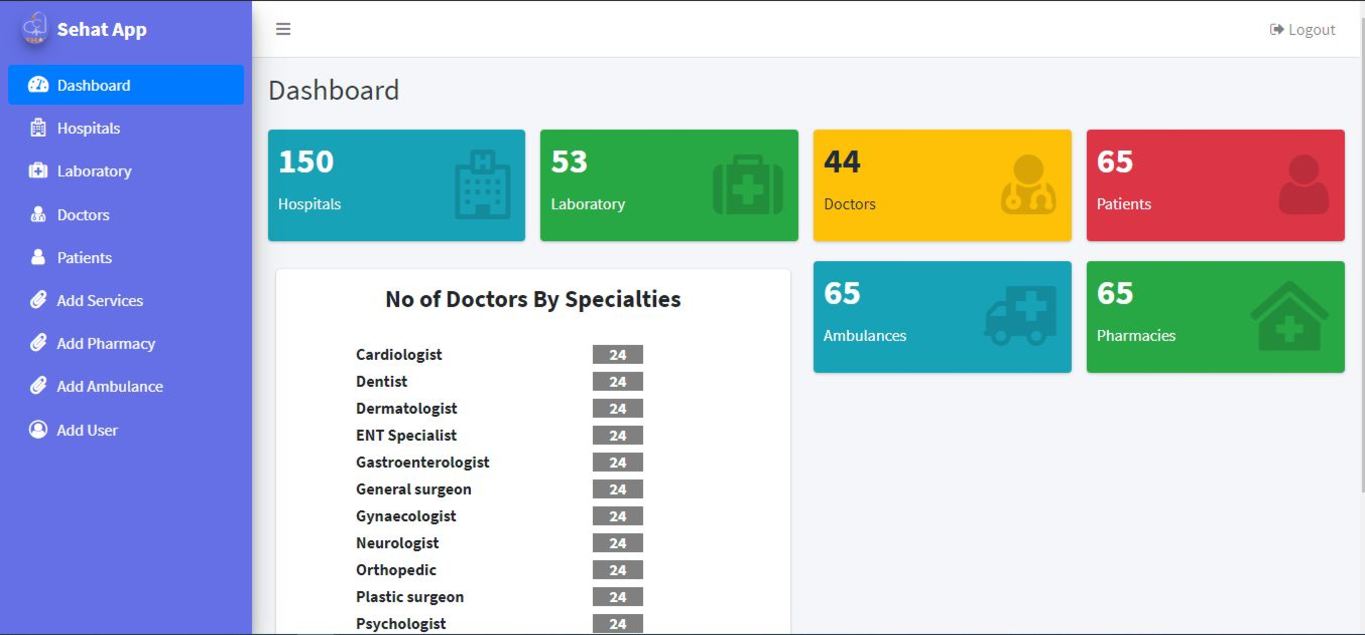 Sehat App
Logout
Dashboard
Hospitals
Laboratory
Doctors
Patients
Add Services
Add Pharmacy
Add Ambulance
Add User
Dashboard
150
Hospitals
53
Laboratory
44
Doctors
65
Patients
65
Ambulances
65
Pharmacies
No of Doctors By Specialties
Cardiologist 24
Dentist 24
Dermatologist 24
ENT Specialist 24
Gastroenterologist 24
General surgeon 24
Gynaecologist 24
Neurologist 24
Orthopedic 24
Plastic surgeon 24
Psychologist 24